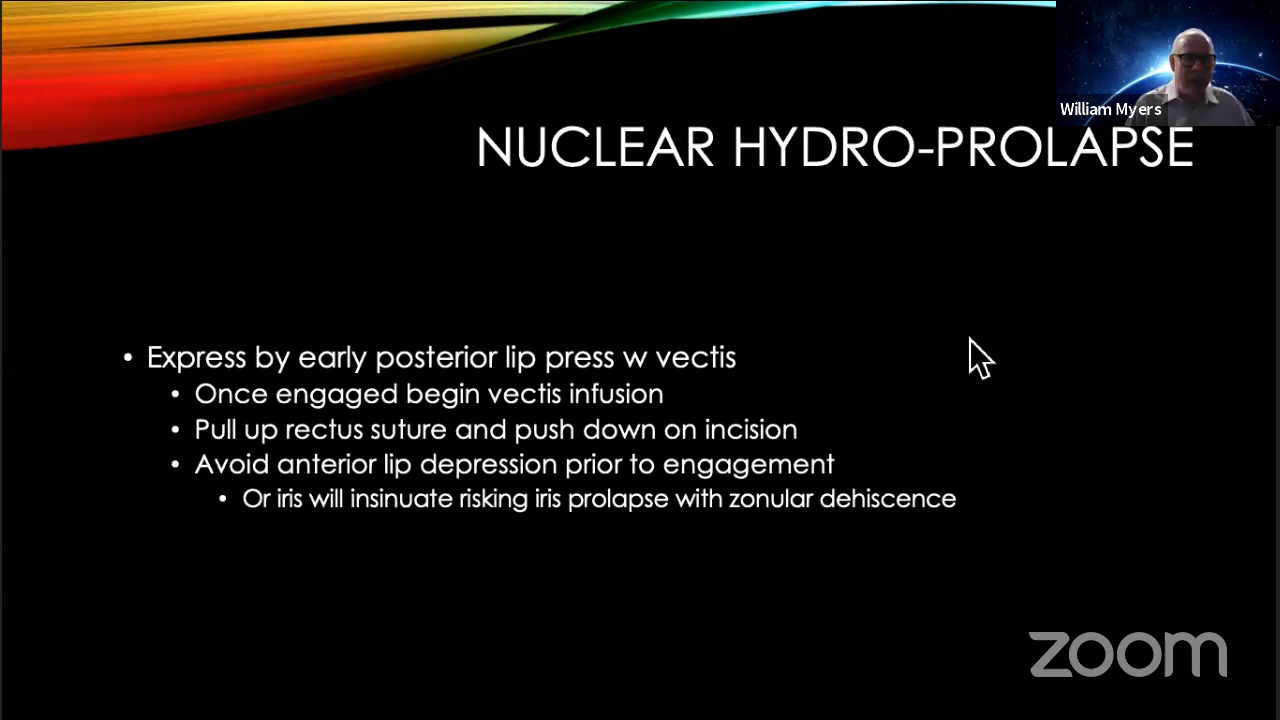 William Myers
NUCLEAR HYDRO-PROLAPSE
• Express by early posterior lip press w vectis
• Once engaged begin vectis infusion
• Pull up rectus suture and push down on incision
• Avoid anterior lip depression prior to engagement
• Or iris will insinuate risking iris prolapse with zonular dehiscence
zoom